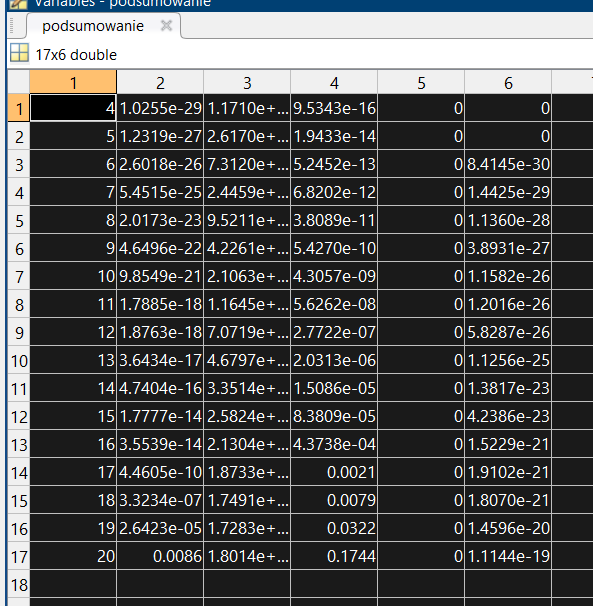 Variables - podsumowanie
podsumowanie
17x6 double
1 2 3 4 5 6
1 4 1.0255e-29 1.1710e+... 9.5343e-16 0 0
2 5 1.2319e-27 2.6170e+... 1.9433e-14 0 0
3 6 2.6018e-26 7.3120e+... 5.2452e-13 0 8.4145e-30
4 7 5.4515e-25 2.4459e+... 6.8202e-12 0 1.4425e-29
5 8 2.0173e-23 9.5211e+... 3.8089e-11 0 1.1360e-28
6 9 4.6496e-22 4.2261e+... 5.4270e-10 0 3.8931e-27
7 10 9.8549e-21 2.1063e+... 4.3057e-09 0 1.1582e-26
8 11 1.7885e-18 1.1645e+... 5.6262e-08 0 1.2016e-26
9 12 1.8763e-18 7.0719e+... 2.7722e-07 0 5.8287e-26
10 13 3.6434e-17 4.6797e+... 2.0313e-06 0 1.1256e-25
11 14 4.7404e-16 3.3514e+... 1.5086e-05 0 1.3817e-23
12 15 1.7777e-14 2.5824e+... 8.3809e-05 0 4.2386e-23
13 16 3.5539e-14 2.1304e+... 4.3738e-04 0 1.5229e-21
14 17 4.4605e-10 1.8733e+... 0.0021 0 1.9102e-21
15 18 3.3234e-07 1.7491e+... 0.0079 0 1.8070e-21
16 19 2.6423e-05 1.7283e+... 0.0322 0 1.4596e-20
17 20 0.0086 1.8014e+... 0.1744 0 1.1144e-19
18